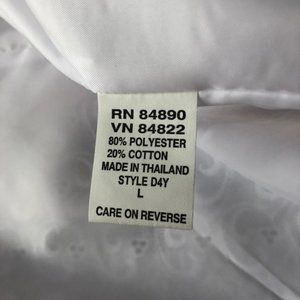 RN 84890
VN 84822
80% POLYESTER
20% COTTON
MADE IN THAILAND
STYLE D4Y
L
CARE ON REVERSE